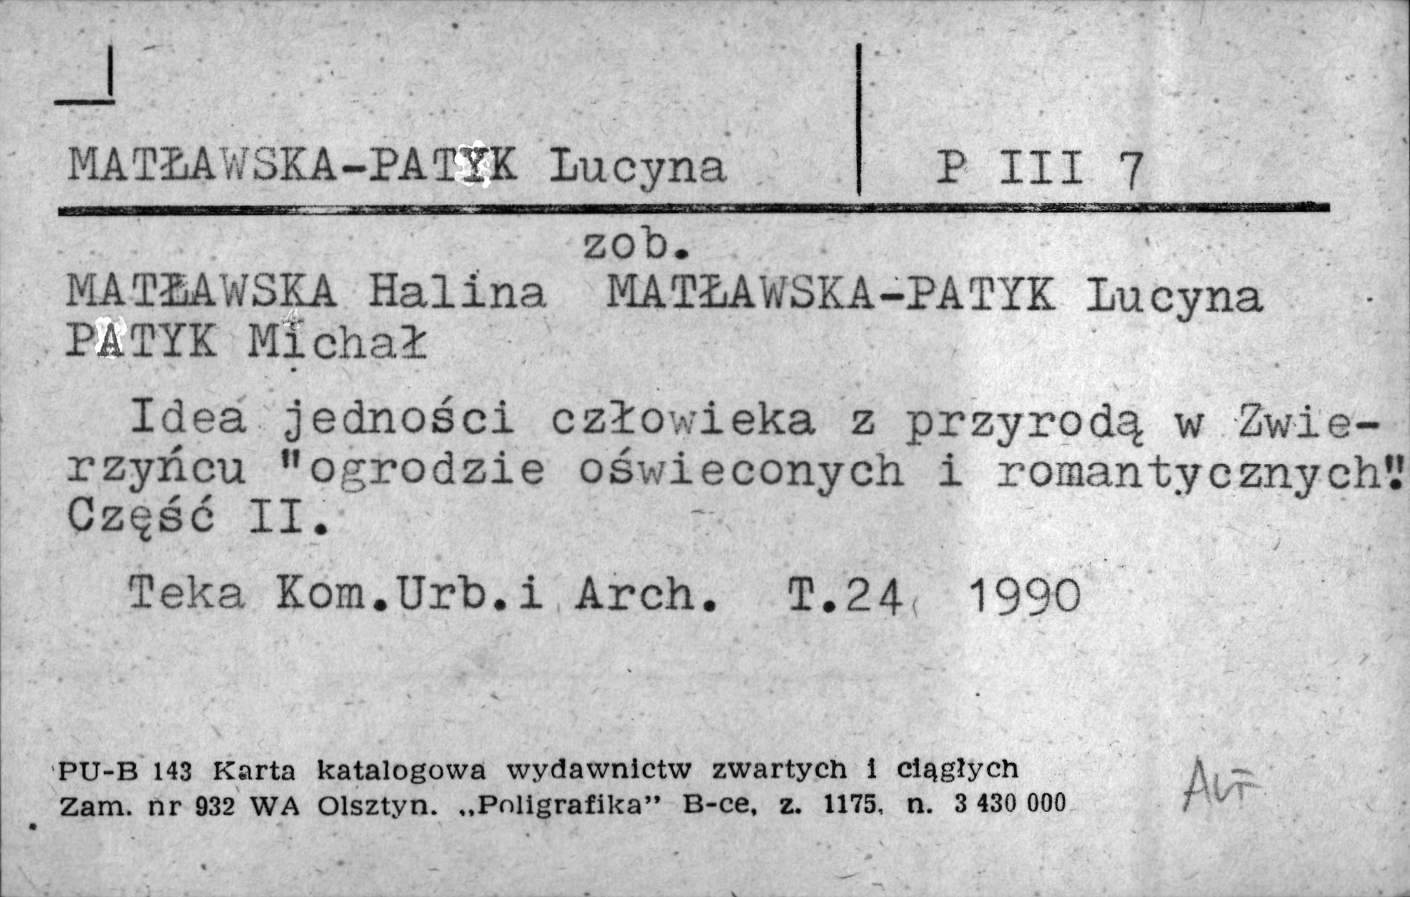 MATŁAWSKA-PATYK Lucyna P III 7
zob.
MATŁAWSKA Halina MATŁAWSKA-PATYK Lucyna
PATYK Michał
Idea jedności człowieka z przyrodą w Zwie-
rzyńcu "ogrodzie oświeconych i romantycznych".
Część II.
Teka Kom.Urb.i Arch. T.24 1990
PU-B 143 Karta katalogowa wydawnictw zwartych i ciągłych
Zam. nr 932 WA Olsztyn. „Poligrafika” B-ce, z. 1175, n. 3 430 000